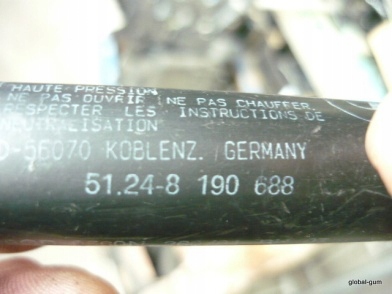 HAUTE PRESSION
NE PAS OUVRIR NE PAS CHAUFFER
RESPECTER LES INSTRUCTIONS DE
NEUTRALISATION
D-56070 KOBLENZ. GERMANY
51.24-8 190 688
global-gum